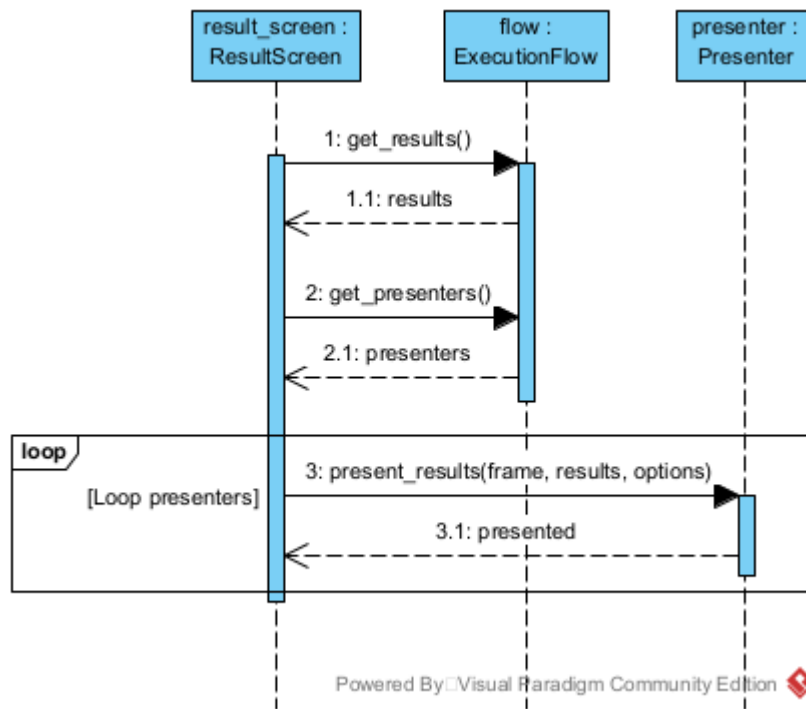 result_screen :
ResultScreen
flow :
ExecutionFlow
presenter :
Presenter
1: get_results()
1.1: results
2: get_presenters()
2.1: presenters
loop
3: present_results(frame, results, options)
[Loop presenters]
3.1: presented
Powered By Visual Paradigm Community Edition